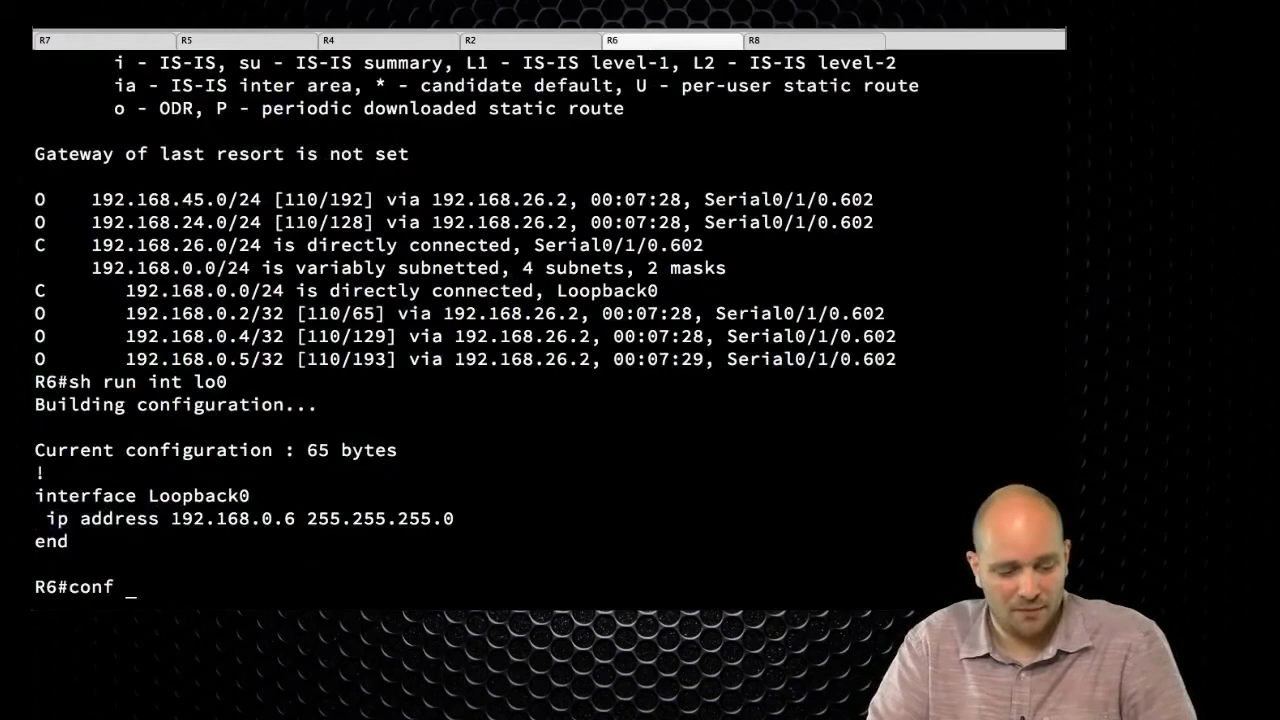 R7
R5
R4
R2
R6
R8
i - IS-IS, su - IS-IS summary, L1 - IS-IS level-1, L2 - IS-IS level-2
ia - IS-IS inter area, * - candidate default, U - per-user static route
o - ODR, P - periodic downloaded static route
Gateway of last resort is not set
O 192.168.45.0/24 [110/192] via 192.168.26.2, 00:07:28, Serial0/1/0.602
O 192.168.24.0/24 [110/128] via 192.168.26.2, 00:07:28, Serial0/1/0.602
C 192.168.26.0/24 is directly connected, Serial0/1/0.602
192.168.0.0/24 is variably subnetted, 4 subnets, 2 masks
C 192.168.0.0/24 is directly connected, Loopback0
O 192.168.0.2/32 [110/65] via 192.168.26.2, 00:07:28, Serial0/1/0.602
O 192.168.0.4/32 [110/129] via 192.168.26.2, 00:07:28, Serial0/1/0.602
O 192.168.0.5/32 [110/193] via 192.168.26.2, 00:07:29, Serial0/1/0.602
R6#sh run int lo0
Building configuration...
Current configuration : 65 bytes
!
interface Loopback0
ip address 192.168.0.6 255.255.255.0
end
R6#conf _